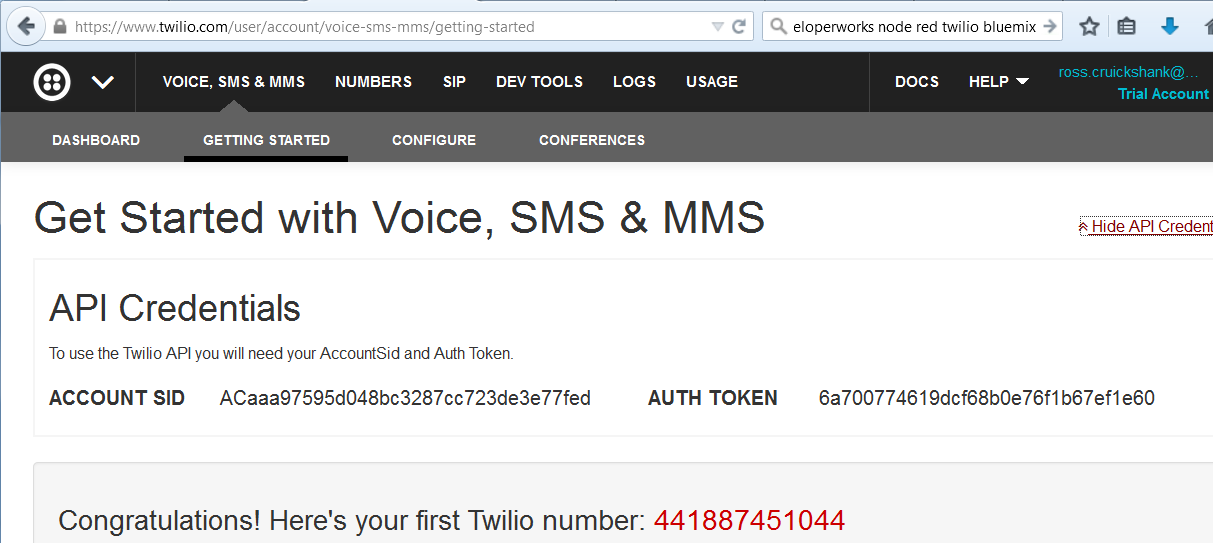 https://www.twilio.com/user/account/voice-sms-mms/getting-started
eloperworks node red twilio bluemix
VOICE, SMS & MMS NUMBERS SIP DEV TOOLS LOGS USAGE DOCS HELP ross.cruickshank@...
Trial Account
DASHBOARD GETTING STARTED CONFIGURE CONFERENCES
Get Started with Voice, SMS & MMS
Hide API Credent
API Credentials
To use the Twilio API you will need your AccountSid and Auth Token.
ACCOUNT SID ACaaa97595d048bc3287cc723de3e77fed AUTH TOKEN 6a700774619dcf68b0e76f1b67ef1e60
Congratulations! Here's your first Twilio number: 441887451044